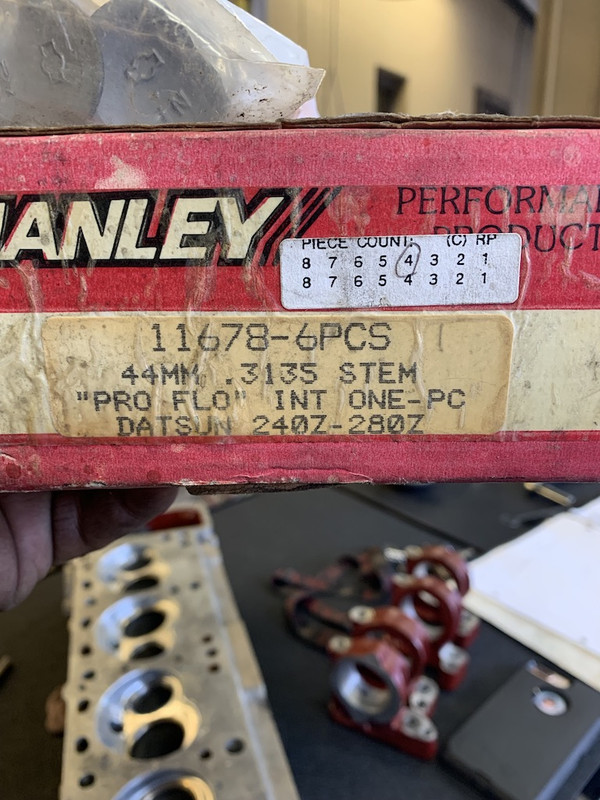 MANLEY
PERFORMA
PRODUCT
PIECE COUNT: (C) RP
8 7 6 5 4 3 2 1
8 7 6 5 4 3 2 1
11678-6PCS
44MM .3135 STEM
"PRO FLO" INT ONE-PC
DATSUN 240Z-280Z